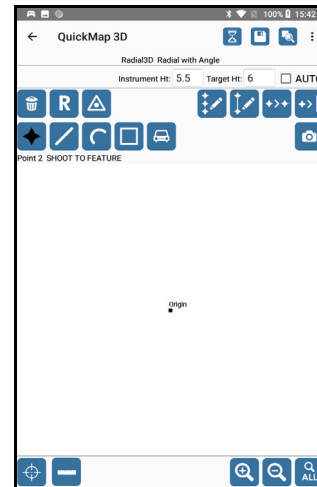 100% 15:42
QuickMap 3D
Radial3D Radial with Angle
Instrument Ht: 5.5 Target Ht: 6 AUTO
R
Point 2 SHOOT TO FEATURE
Origin
ALL